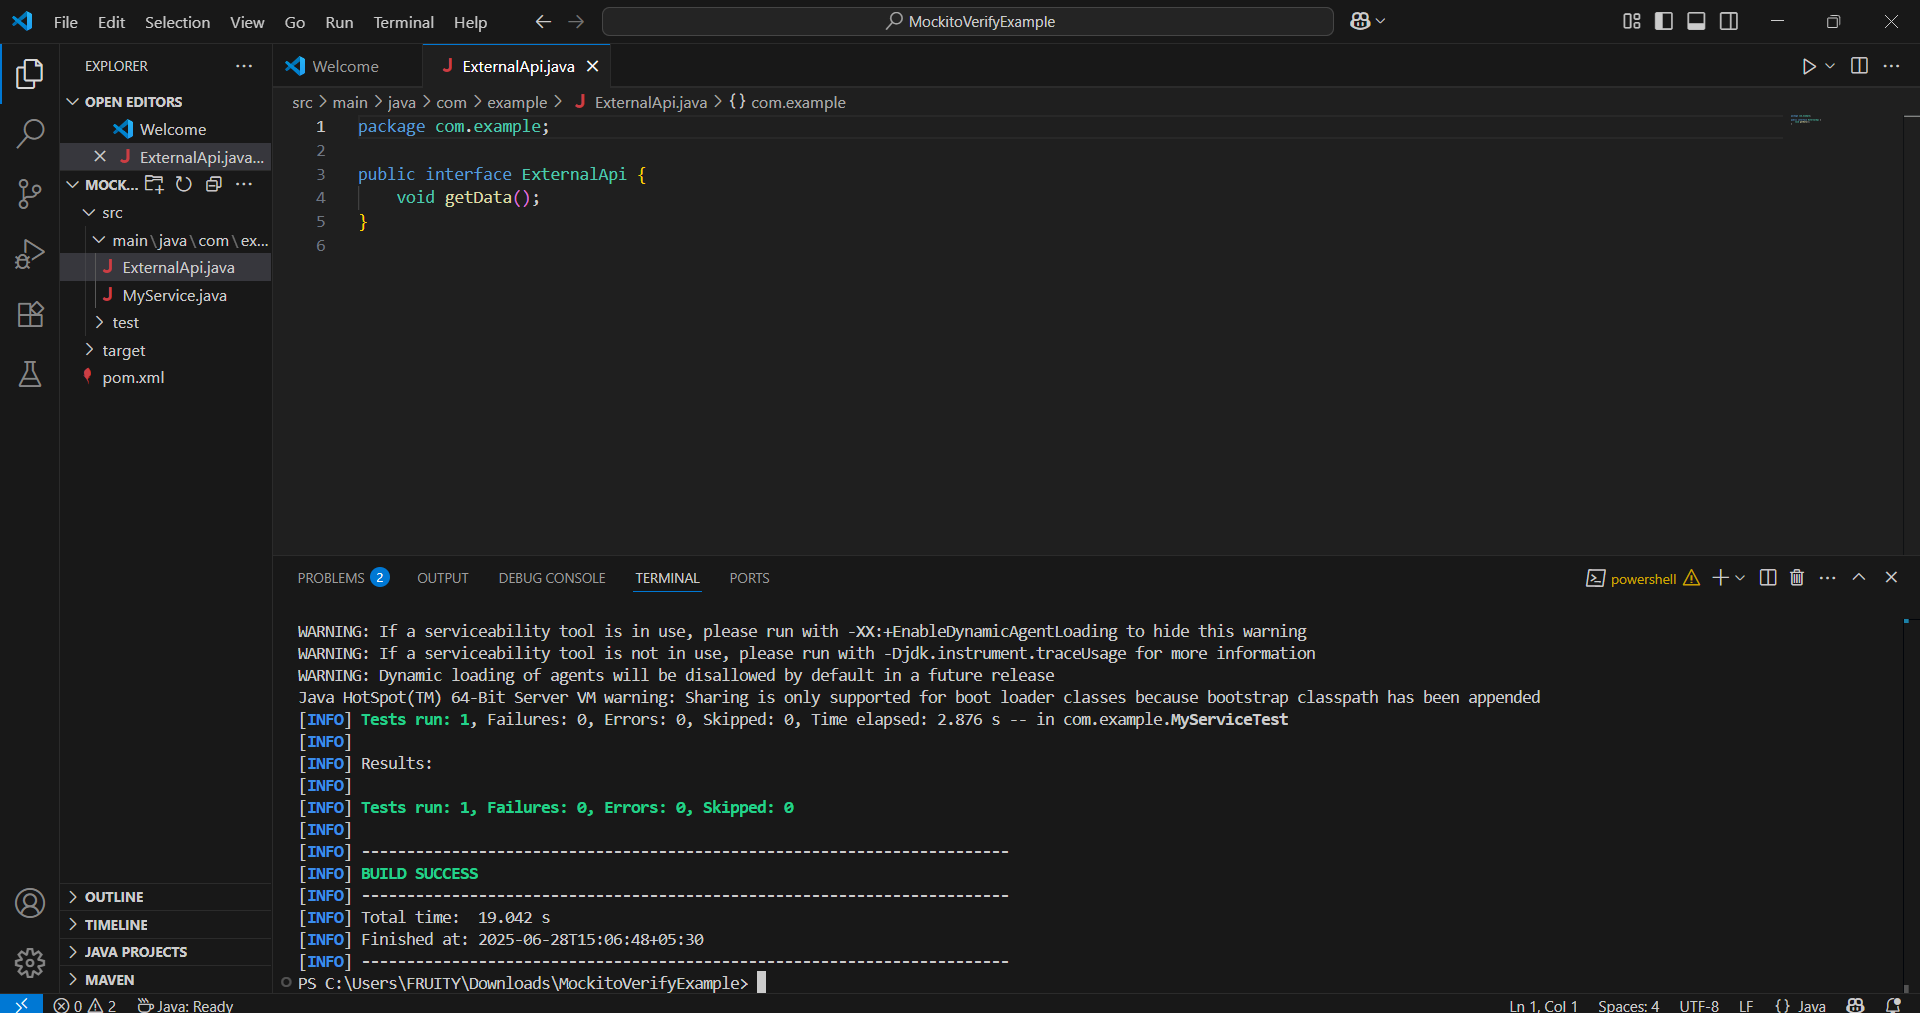 File Edit Selection View Go Run Terminal Help
MockitoVerifyExample
EXPLORER
OPEN EDITORS
Welcome
ExternalApi.java...
MOCK...
src
main\java\com\ex...
ExternalApi.java
MyService.java
test
target
pom.xml
OUTLINE
TIMELINE
JAVA PROJECTS
MAVEN
Welcome
ExternalApi.java
src > main > java > com > example > J ExternalApi.java > {} com.example
1 package com.example;
2
3 public interface ExternalApi {
4 void getData();
5 }
6
PROBLEMS 2 OUTPUT DEBUG CONSOLE TERMINAL PORTS
powershell
WARNING: If a serviceability tool is in use, please run with -XX:+EnableDynamicAgentLoading to hide this warning
WARNING: If a serviceability tool is not in use, please run with -Djdk.instrument.traceUsage for more information
WARNING: Dynamic loading of agents will be disallowed by default in a future release
Java HotSpot(TM) 64-Bit Server VM warning: Sharing is only supported for boot loader classes because bootstrap classpath has been appended
[INFO] Tests run: 1, Failures: 0, Errors: 0, Skipped: 0, Time elapsed: 2.876 s -- in com.example.MyServiceTest
[INFO]
[INFO] Results:
[INFO]
[INFO] Tests run: 1, Failures: 0, Errors: 0, Skipped: 0
[INFO]
[INFO] ------------------------------------------------------------------------
[INFO] BUILD SUCCESS
[INFO] ------------------------------------------------------------------------
[INFO] Total time:  19.042 s
[INFO] Finished at: 2025-06-28T15:06:48+05:30
[INFO] ------------------------------------------------------------------------
PS C:\Users\FRUITY\Downloads\MockitoVerifyExample>
0 2 Java: Ready
Ln 1, Col 1 Spaces: 4 UTF-8 LF {} Java